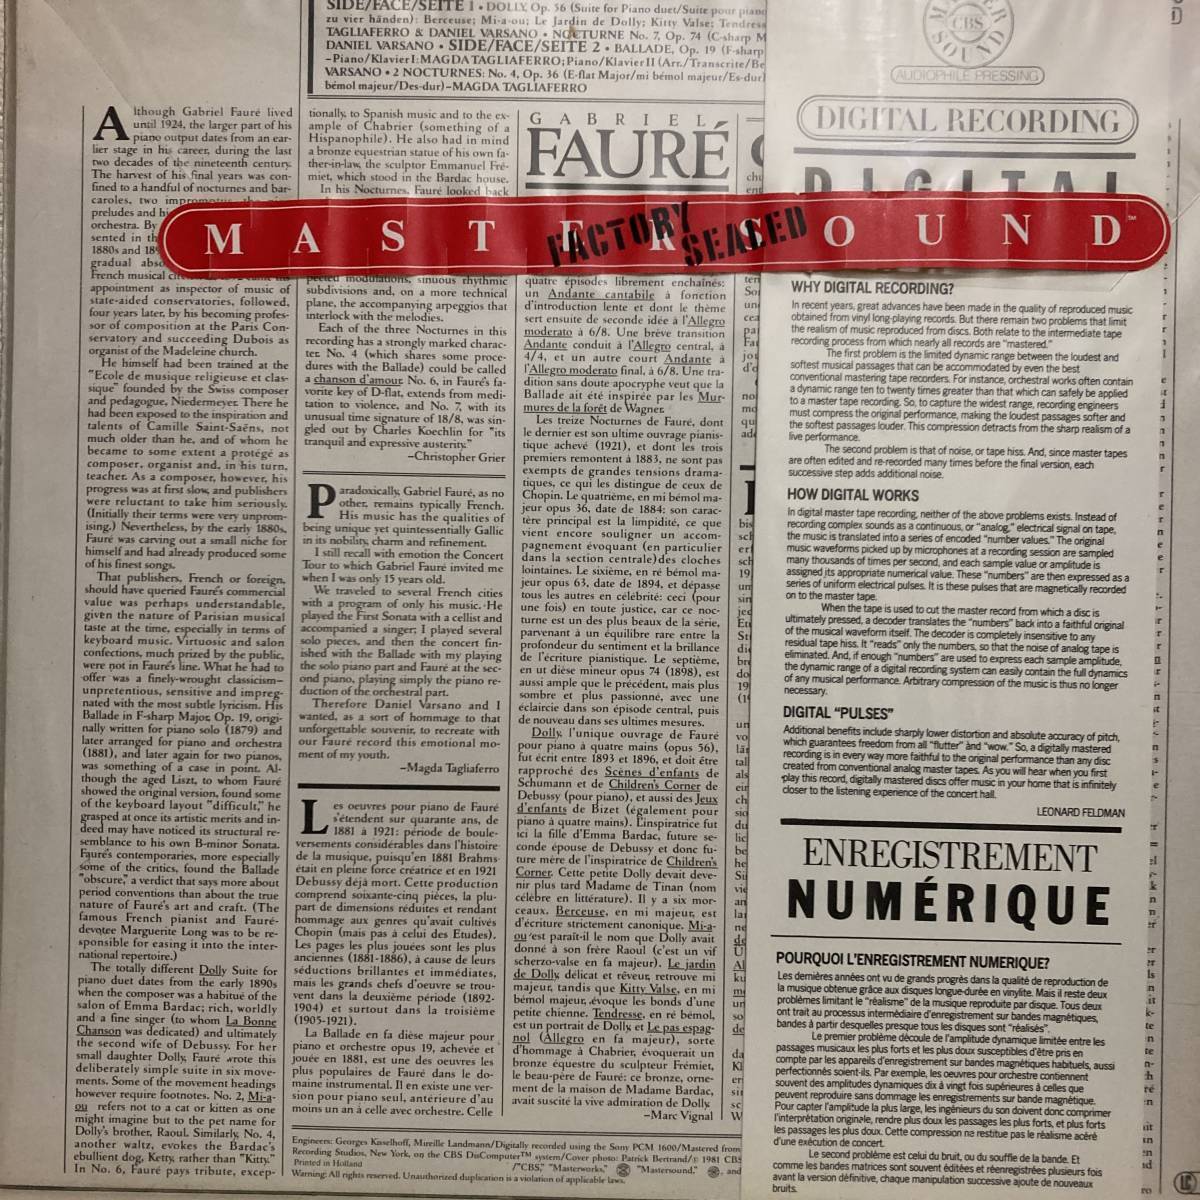 SIDE/FACE/SEITE 1 • DOLLY, Op. 56 (Suite for Piano duet/Suite pour piano
zu vier händen): Berceuse; Mi-a-ou; Le Jardin de Dolly; Kitty Valse; Tendress
TAGLIAFERRO & DANIEL VARSANO • NOCTURNE No. 7, Op. 74 (C-sharp M
DANIEL VARSANO • SIDE/FACE/SEITE 2 • BALLADE, Op. 19 (F-sharp
–Piano/Klavier I: MAGDA TAGLIAFERRO; Piano/Klavier II (Arr./Transcrite/Be
VARSANO • 2 NOCTURNES: No. 4, Op. 36 (E-flat Major/mi bémol majeur/Es-dur)
bémol majeur/Des-dur)–MAGDA TAGLIAFERRO
Although Gabriel Fauré lived
until 1924, the larger part of his
piano output dates from an ear-
lier stage in his career, during the last
two decades of the nineteenth century.
The harvest of his final years was con-
fined to a handful of nocturnes and bar-
caroles, two
preludes and hi
orchestra. By
sented in th
1880s and 18
gradual abso
French musical
appointment as inspector of music of
state-aided conservatories, followed,
four years later, by his becoming profes-
sor of composition at the Paris Con-
servatory and succeeding Dubois as
organist of the Madeleine church.
He himself had been trained at the
"Ecole de musique religieuse et clas-
sique" founded by the Swiss composer
and pedagogue, Niedermeyer. There he
had been exposed to the inspiration and
talents of Camille Saint-Saëns, not
much older than he, and of whom he
became to some extent a protégé as
composer, organist and, in his turn,
teacher. As a composer, however, his
progress was at first slow, and publishers
were reluctant to take him seriously.
(Initially their terms were very unprom-
ising.) Nevertheless, by the early 1880s,
Fauré was carving out a small niche for
himself and had already produced some
of his finest songs.
That publishers, French or foreign,
should have queried Fauré's commercial
value was perhaps understandable,
given the nature of Parisian musical
taste at the time, especially in terms of
keyboard music. Virtuosic and salon
confections, much prized by the public,
were not in Fauré's line. What he had to
offer was a finely-wrought classicism–
unpretentious, sensitive and impreg-
nated with the most subtle lyricism. His
Ballade in F-sharp Major, Op. 19, origi-
nally written for piano solo (1879) and
later arranged for piano and orchestra
(1881), and later again for two pianos,
was something of a case in point. Al-
though the aged Liszt, to whom Fauré
showed the original version, found some
of the keyboard layout "difficult," he
grasped at once its artistic merits and in-
deed may have noticed its structural re-
semblance to his own B-minor Sonata.
Fauré's contemporaries, more especially
some of the critics, found the Ballade
"obscure," a verdict that says more about
period conventions than about the true
nature of Fauré's art and craft. (The
famous French pianist and Fauré-
devotee Marguerite Long was to be re-
sponsible for easing it into the inter-
national repertoire.)
The totally different Dolly Suite for
piano duet dates from the early 1890s
when the composer was a habitué of the
salon of Emma Bardac; rich, worldly
and a fine singer (to whom La Bonne
Chanson was dedicated) and ultimately
the second wife of Debussy. For her
small daughter Dolly, Fauré wrote this
deliberately simple suite in six move-
ments. Some of the movement headings
however require footnotes. No. 2, Mi-a-
ou refers not to a cat or kitten as one
might imagine but to the pet name for
Dolly's brother, Raoul. Similarly, No. 4,
another waltz, evokes the Bardac's
ebullient dog, Ketty, rather than "Kitty."
In No. 6, Fauré pays tribute, excep-
tionally, to Spanish music and to the ex-
ample of Chabrier (something of a
Hispanophile). He also had in mind
a bronze equestrian statue of his own fa-
ther-in-law, the sculptor Emmanuel Fré-
miet, which stood in the Bardac house.
In his Nocturnes, Fauré looked back
pected modulations, sinuous rhythmic
subdivisions and, on a more technical
plane, the accompanying arpeggios that
interlock with the melodies.
Each of the three Nocturnes in this
recording has a strongly marked charac-
ter. No. 4 (which shares some proce-
dures with the Ballade) could be called
a chanson d'amour, No. 6, in Fauré's fa-
vorite key of D-flat, extends from medi-
tation to violence, and No. 7, with its
unusual time signature of 18/8, was sin-
gled out by Charles Koechlin for "its
tranquil and expressive austerity."
–Christopher Grier
Paradoxically, Gabriel Fauré, as no
other, remains typically French.
His music has the qualities of
being unique yet quintessentially Gallic
in its nobility, charm and refinement.
I still recall with emotion the Concert
Tour to which Gabriel Fauré invited me
when I was only 15 years old.
We traveled to several French cities
with a program of only his music. He
played the First Sonata with a cellist and
accompanied a singer; I played several
solo pieces, and then the concert fin-
ished with the Ballade with my playing
the solo piano part and Fauré at the sec-
ond piano, playing simply the piano re-
duction of the orchestral part.
Therefore Daniel Varsano and I
wanted, as a sort of hommage to that
unforgettable souvenir, to recreate with
our Fauré record this emotional mo-
ment of my youth.
–Magda Tagliaferro
Les oeuvres pour piano de Fauré
s'étendent sur quarante ans, de
1881 à 1921: période de boule-
versements considérables dans l'histoire
de la musique, puisqu'en 1881 Brahms
était en pleine force créatrice et en 1921
Debussy déjà mort. Cette production
comprend soixante-cinq pièces, la plu-
part de dimensions réduites et rendant
hommage aux genres qu'avait cultivés
Chopin (mais pas à celui des Etudes).
Les pages les plus jouées sont les plus
anciennes (1881-1886), à cause de leurs
séductions brillantes et immédiates,
mais les grands chefs d'oeuvre se trou-
vent dans la deuxième période (1892-
1904) et surtout dans la troisième
(1905-1921).
La Ballade en fa dièse majeur pour
piano et orchestre opus 19, achevée et
jouée en 1881, est une des oeuvres les
plus populaires de Fauré dans le do-
maine instrumental. Il en existe une ver-
sion pour piano seul, antérieure d'au
moins un an à celle avec orchestre. Celle
GABRIEL
FAURÉ
quatre épisodes librement enchaînés:
un Andante cantabile à fonction
d'introduction lente et dont le thème
sert ensuite de seconde idée à l'Allegro
moderato à 6/8. Une brève transition
Andante conduit à l'Allegro central, à
4/4, et un autre court Andante à
l'Allegro moderato final, à 6/8. Une tra-
dition sans doute apocryphe veut que la
Ballade ait été inspirée par les Mur-
mures de la forêt de Wagner.
Les treize Nocturnes de Fauré, dont
le dernier est son ultime ouvrage pianis-
tique achevé (1921), et dont les trois
premiers remontent à 1883, ne sont pas
exempts de grandes tensions drama-
tiques, ce qui les distingue de ceux de
Chopin. Le quatrième, en mi bémol ma-
jeur opus 36, date de 1884: son carac-
tère principal est la limpidité, ce que
vient encore souligner un accom-
pagnement évoquant (en particulier
dans la section centrale) des cloches
lointaines. Le sixième, en ré bémol ma-
jeur opus 63, date de 1894, et dépasse
tous les autres en célébrité: ceci (pour
une fois) en toute justice, car ce noc-
turne est un des plus beaux de la série,
parvenant à un équilibre rare entre la
profondeur du sentiment et la brillance
de l'écriture pianistique. Le septième,
en ut dièse mineur opus 74 (1898), est
aussi ample que le précédent, mais plus
sombre et plus passionné, avec une
éclaircie dans son épisode central, puis
de nouveau dans ses ultimes mesures.
Dolly, l'unique ouvrage de Fauré
pour piano à quatre mains (opus 56),
fut écrit entre 1893 et 1896, et doit être
rapproché des Scènes d'enfants de
Schumann et de Children's Corner de
Debussy (pour piano), et aussi des Jeux
d'enfants de Bizet (également pour
piano à quatre mains). L'inspiratrice fut
ici la fille d'Emma Bardac, future se-
conde épouse de Debussy et donc fu-
ture mère de l'inspiratrice de Children's
Corner. Cette petite Dolly devait deve-
nir plus tard Madame de Tinan (nom
célèbre en littérature). Il y a six mor-
ceaux. Berceuse, en mi majeur, est
d'écriture strictement canonique. Mi-a-
ou est paraît-il le nom que Dolly avait
donné à son frère Raoul (c'est un vif
scherzo-valse en fa majeur). Le jardin
de Dolly, délicat et rêveur, retrouve mi
majeur, tandis que Kitty Valse, en mi
bémol majeur, évoque les bonds d'une
petite chienne. Tendresse, en ré bémol,
est un portrait de Dolly, et Le pas espag-
nol (Allegro en fa majeur), sorte
d'hommage à Chabrier, évoquerait un
bronze équestre du sculpteur Frémiet,
le beau-père de Fauré: ce bronze, orne-
ment de la maison de Madame Bardac,
avait suscité la vive admiration de Dolly.
–Marc Vignal
Engineers: Georges Kaselhoff, Mireille Landmann/Digitally recorded using the Sony PCM 1600/Mastered from
Recording Studios, New York, on the CBS DisComputer™ system/Cover photo: Patrick Bertrand/© 1981 CBS
Printed in Holland /"CBS," "Masterworks," "Mastersound," and
Warning: All rights reserved. Unauthorized duplication is a violation of applicable laws.
MASTER SOUND
CBS
AUDIOPHILE PRESSING
DIGITAL RECORDING
DIGITAL
MASTERSOUND™
FACTORY
SEALED
WHY DIGITAL RECORDING?
In recent years, great advances have been made in the quality of reproduced music
obtained from vinyl long-playing records. But there remain two problems that limit
the realism of music reproduced from discs. Both relate to the intermediate tape
recording process from which nearly all records are "mastered."
The first problem is the limited dynamic range between the loudest and
softest musical passages that can be accommodated by even the best
conventional mastering tape recorders. For instance, orchestral works often contain
a dynamic range ten to twenty times greater than that which can safely be applied
to a master tape recording. So, to capture the widest range, recording engineers
must compress the original performance, making the loudest passages softer and
the softest passages louder. This compression detracts from the sharp realism of a
live performance.
The second problem is that of noise, or tape hiss. And, since master tapes
are often edited and re-recorded many times before the final version, each
successive step adds additional noise.
HOW DIGITAL WORKS
In digital master tape recording, neither of the above problems exists. Instead of
recording complex sounds as a continuous, or "analog," electrical signal on tape,
the music is translated into a series of encoded "number values." The original
music waveforms picked up by microphones at a recording session are sampled
many thousands of times per second, and each sample value or amplitude is
assigned its appropriate numerical value. These "numbers" are then expressed as a
series of uniform electrical pulses. It is these pulses that are magnetically recorded
on to the master tape.
When the tape is used to cut the master record from which a disc is
ultimately pressed, a decoder translates the "numbers" back into a faithful original
of the musical waveform itself. The decoder is completely insensitive to any
residual tape hiss. It "reads" only the numbers, so that the noise of analog tape is
eliminated. And, if enough "numbers" are used to express each sample amplitude,
the dynamic range of a digital recording system can easily contain the full dynamics
of any musical performance. Arbitrary compression of the music is thus no longer
necessary.
DIGITAL "PULSES"
Additional benefits include sharply lower distortion and absolute accuracy of pitch,
which guarantees freedom from all "flutter" and "wow." So, a digitally mastered
recording is in every way more faithful to the original performance than any disc
created from conventional analog master tapes. As you will hear when you first
play this record, digitally mastered discs offer music in your home that is infinitely
closer to the listening experience of the concert hall.
LEONARD FELDMAN
ENREGISTREMENT
NUMÉRIQUE
POURQUOI L'ENREGISTREMENT NUMERIQUE?
Les dernières années ont vu de grands progrès dans la qualité de reproduction de
la musique obtenue grâce aux disques longue-durée en vinylite. Mais il reste deux
problèmes limitant le "réalisme" de la musique reproduite par disque. Tous deux
ont trait au processus intermédiaire d'enregistrement sur bandes magnétiques,
bandes à partir desquelles presque tous les disques sont "réalisés".
Le premier problème découle de l'amplitude dynamique limitée entre les
passages musicaux les plus forts et les plus doux susceptibles d'être pris en
compte par les appareils d'enregistrement sur bandes magnétiques habituels, aussi
perfectionnés soient-ils. Par exemple, les oeuvres pour orchestre contiennent
souvent des amplitudes dynamiques dix à vingt fois supérieures à celles que
peuvent reproduire sans dommage les enregistrements sur bande magnétique.
Pour capter l'amplitude la plus large, les ingénieurs du son doivent donc comprimer
l'interprétation originale, rendre plus doux les passages les plus forts, et plus forts
les passages les plus doux. Cette compression ne restitue pas le réalisme acéré
d'une exécution de concert.
Le second problème est celui du bruit, ou du souffle de la bande. Et
comme les bandes matrices sont souvent éditées et réenregistrées plusieurs fois
avant la version définitive, chaque manipulation successive ajoute de nouveaux
bruits.